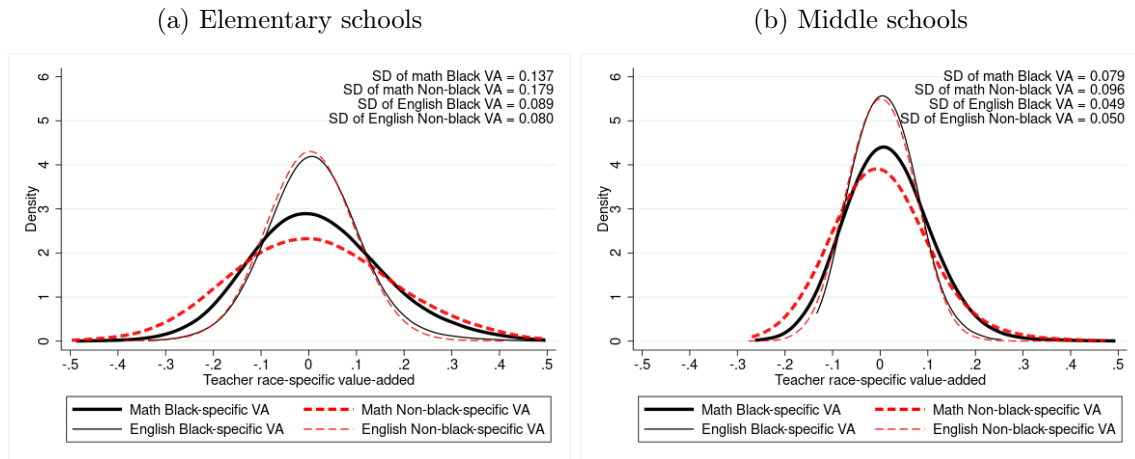 (a) Elementary schools
SD of math Black VA = 0.137
SD of math Non-black VA = 0.179
SD of English Black VA = 0.089
SD of English Non-black VA = 0.080
Density
0 1 2 3 4 5 6
-.5 -.4 -.3 -.2 -.1 0 .1 .2 .3 .4 .5
Teacher race-specific value-added
Math Black-specific VA
Math Non-black-specific VA
English Black-specific VA
English Non-black-specific VA
(b) Middle schools
SD of math Black VA = 0.079
SD of math Non-black VA = 0.096
SD of English Black VA = 0.049
SD of English Non-black VA = 0.050
Density
0 1 2 3 4 5 6
-.5 -.4 -.3 -.2 -.1 0 .1 .2 .3 .4 .5
Teacher race-specific value-added
Math Black-specific VA
Math Non-black-specific VA
English Black-specific VA
English Non-black-specific VA